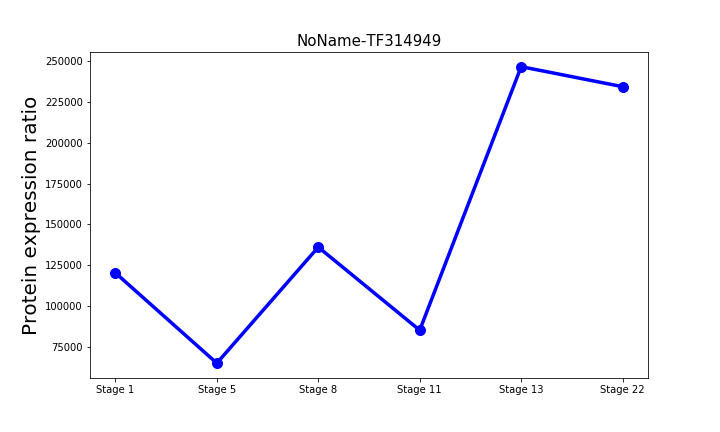 NoName-TF314949
Protein expression ratio
250000
225000
200000
175000
150000
125000
100000
75000
Stage 1 Stage 5 Stage 8 Stage 11 Stage 13 Stage 22